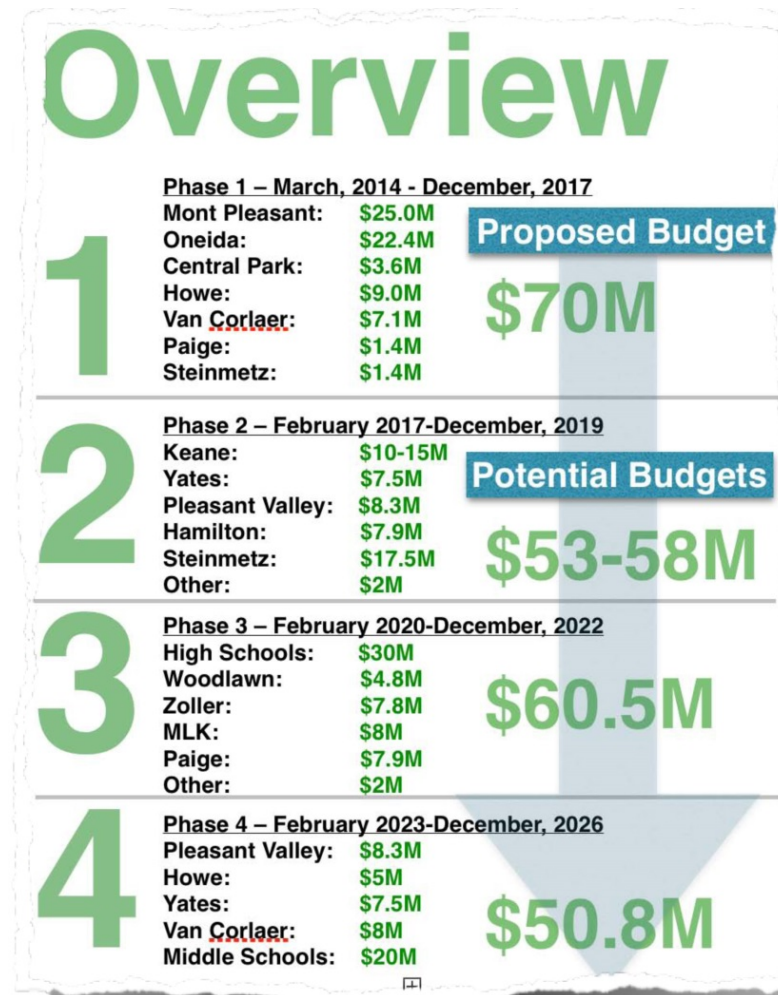 Overview
Phase 1 – March, 2014 - December, 2017
Mont Pleasant: $25.0M
Oneida: $22.4M
Central Park: $3.6M
Howe: $9.0M
Van Corlaer: $7.1M
Paige: $1.4M
Steinmetz: $1.4M
1
Proposed Budget
$70M
Phase 2 – February 2017-December, 2019
Keane: $10-15M
Yates: $7.5M
Pleasant Valley: $8.3M
Hamilton: $7.9M
Steinmetz: $17.5M
Other: $2M
2
Potential Budgets
$53-58M
Phase 3 – February 2020-December, 2022
High Schools: $30M
Woodlawn: $4.8M
Zoller: $7.8M
MLK: $8M
Paige: $7.9M
Other: $2M
3
$60.5M
Phase 4 – February 2023-December, 2026
Pleasant Valley: $8.3M
Howe: $5M
Yates: $7.5M
Van Corlaer: $8M
Middle Schools: $20M
4
$50.8M